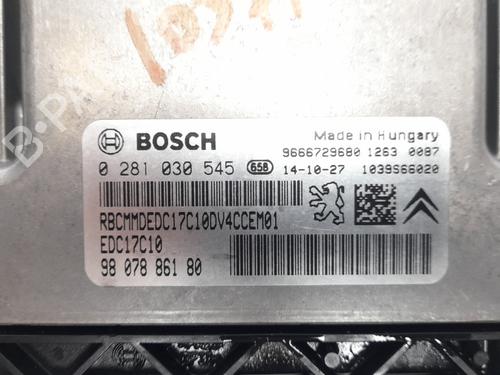 BOSCH
Made in Hungary
9666729680 1263 0087
0 281 030 545 658 14-10-27 1039S66020
RBCMMDEDC17C10DV4CCEM01
EDC17C10
98 078 861 80